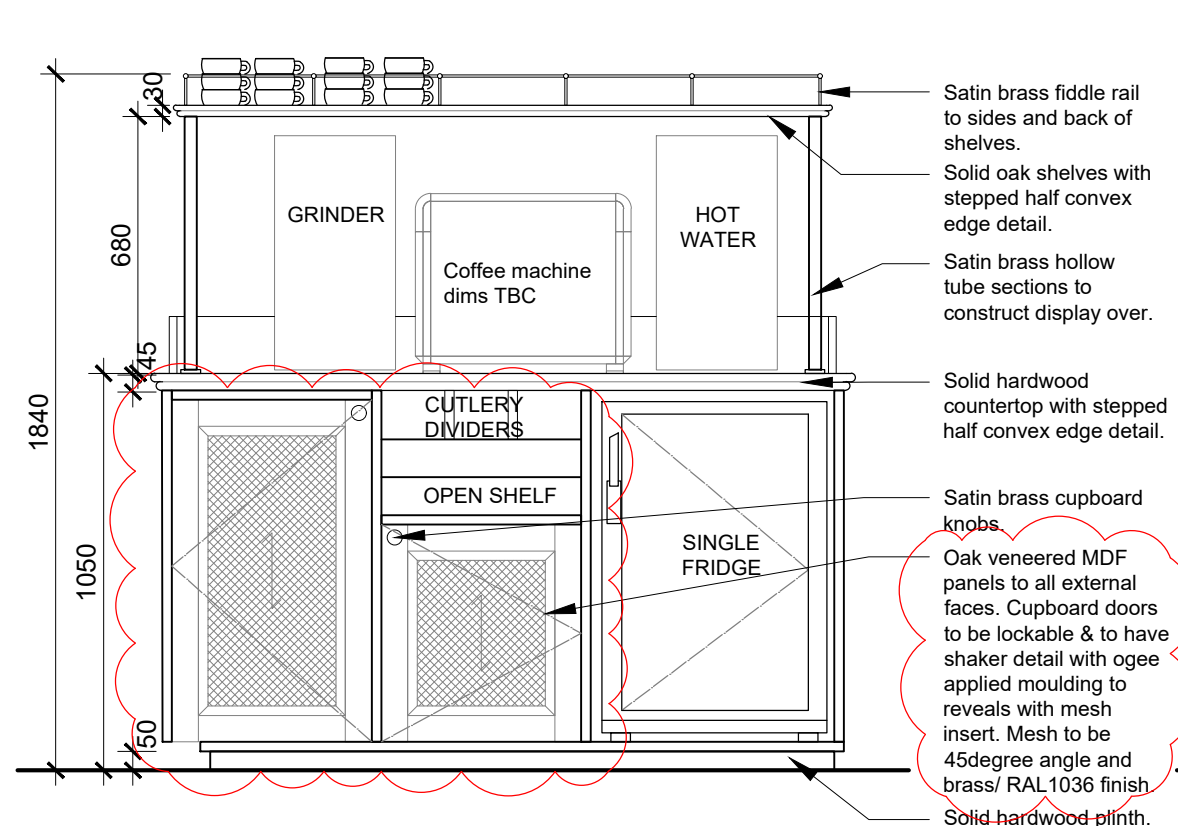 30
Satin brass fiddle rail
to sides and back of
shelves.
Solid oak shelves with
stepped half convex
edge detail.
GRINDER
HOT
WATER
680
Coffee machine
dims TBC
Satin brass hollow
tube sections to
construct display over.
45
Solid hardwood
countertop with stepped
half convex edge detail.
1840
CUTLERY
DIVIDERS
OPEN SHELF
Satin brass cupboard
knobs.
1050
SINGLE
FRIDGE
Oak veneered MDF
panels to all external
faces. Cupboard doors
to be lockable & to have
shaker detail with ogee
applied moulding to
reveals with mesh
insert. Mesh to be
45degree angle and
brass/ RAL1036 finish.
50
Solid hardwood plinth.